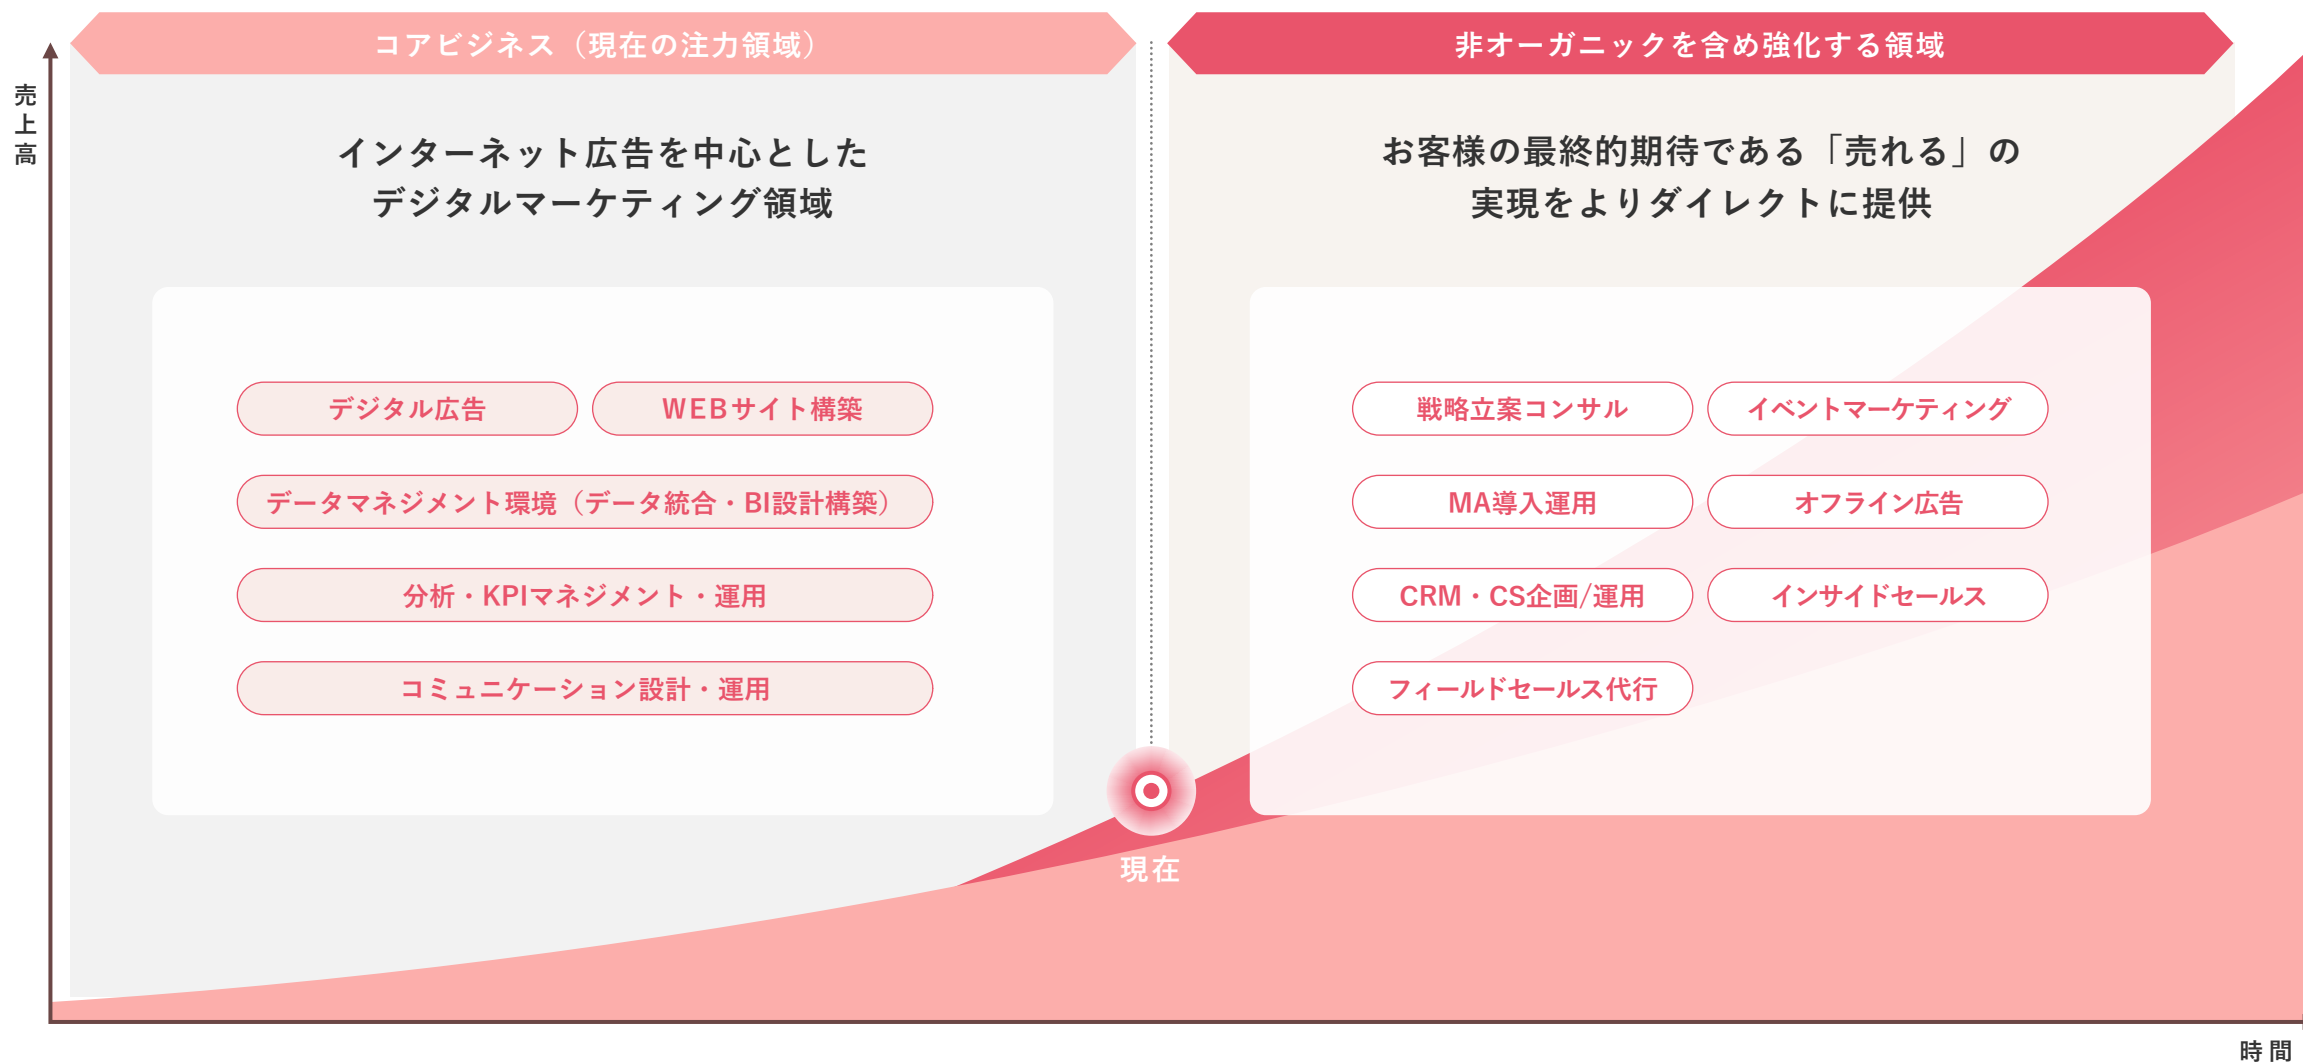 コアビジネス（現在の注力領域）
非オーガニックを含め強化する領域
売上高
インターネット広告を中心とした
デジタルマーケティング領域
お客様の最終的期待である「売れる」の
実現をよりダイレクトに提供
デジタル広告
WEBサイト構築
データマネジメント環境（データ統合・BI設計構築）
分析・KPIマネジメント・運用
コミュニケーション設計・運用
戦略立案コンサル
イベントマーケティング
MA導入運用
オフライン広告
CRM・CS企画/運用
インサイドセールス
フィールドセールス代行
現在
時間